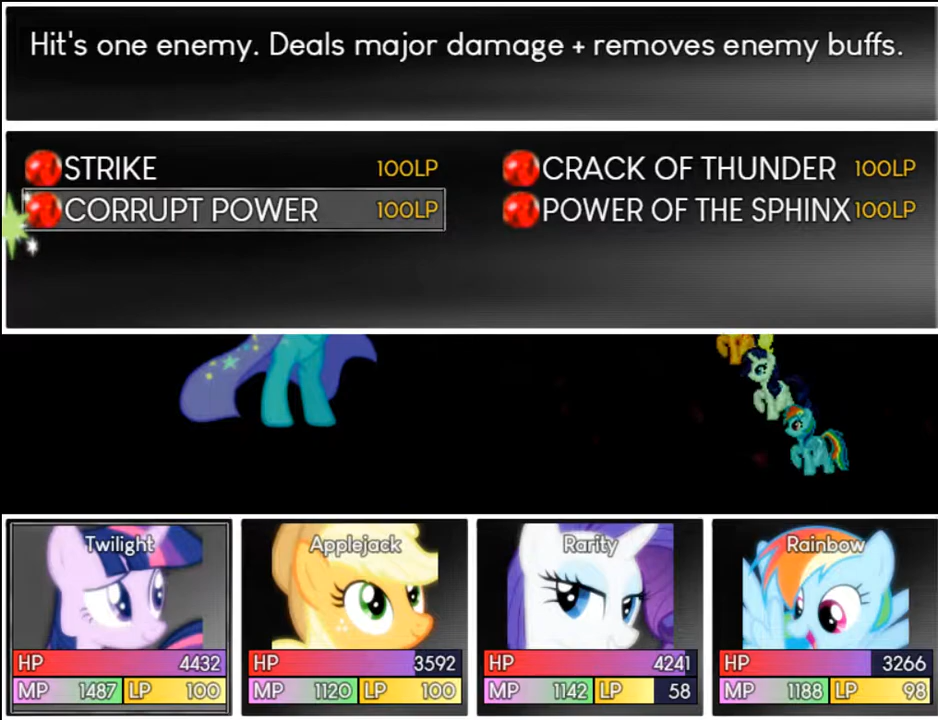 Hit's one enemy. Deals major damage + removes enemy buffs.
STRIKE 100LP CRACK OF THUNDER 100LP
CORRUPT POWER 100LP POWER OF THE SPHINX 100LP
Twilight Applejack Rarity Rainbow
HP 4432 HP 3592 HP 4241 HP 3266
MP 1487 LP 100 MP 1120 LP 100 MP 1142 LP 58 MP 1188 LP 98